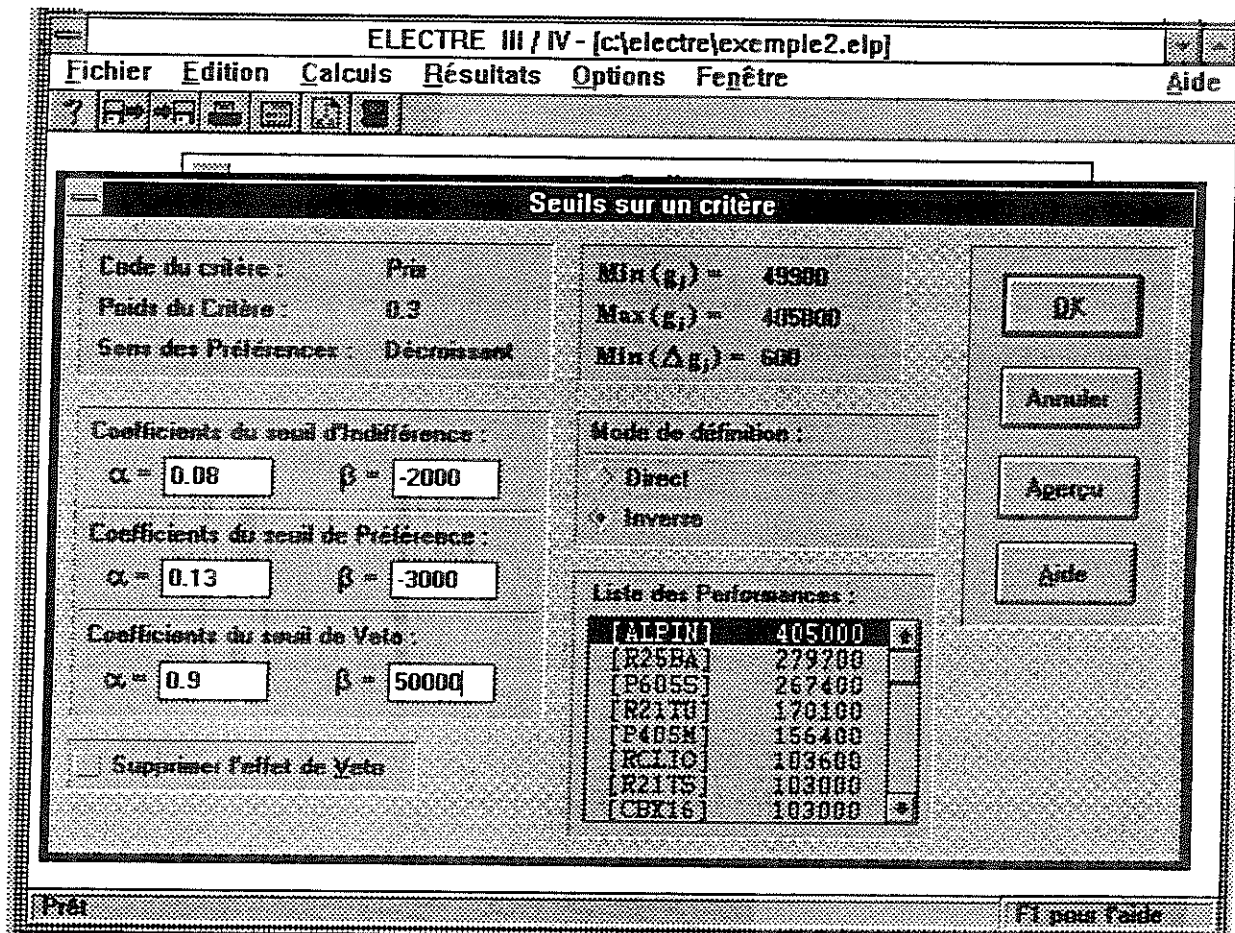 ELECTRE III / IV - [c:\electre\exemple2.elp]
Fichier Edition Calculs Résultats Options Fenêtre Aide
?
Seuils sur un critère
Code du critère : Prix
Poids du Critère : 0.3
Sens des Préférences : Décroissant
Min (gⱼ) = 49900
Max (gⱼ) = 405000
Min (Δgⱼ) = 600
OK
Annuler
Aperçu
Aide
Coefficients du seuil d'Indifférence :
α = 0.08 β = -2000
Coefficients du seuil de Préférence :
α = 0.13 β = -3000
Coefficients du seuil de Veto :
α = 0.9 β = 50000
Supprimer l'effet de Veto
Mode de définition :
Direct
Inverse
Liste des Performances :
[ALPIN] 405000
[R25BA] 279700
[P605S] 267400
[R21TU] 170100
[P405M] 156400
[RCLIO] 103600
[R21TS] 103000
[CBX16] 103000
Prêt
F1 pour l'aide